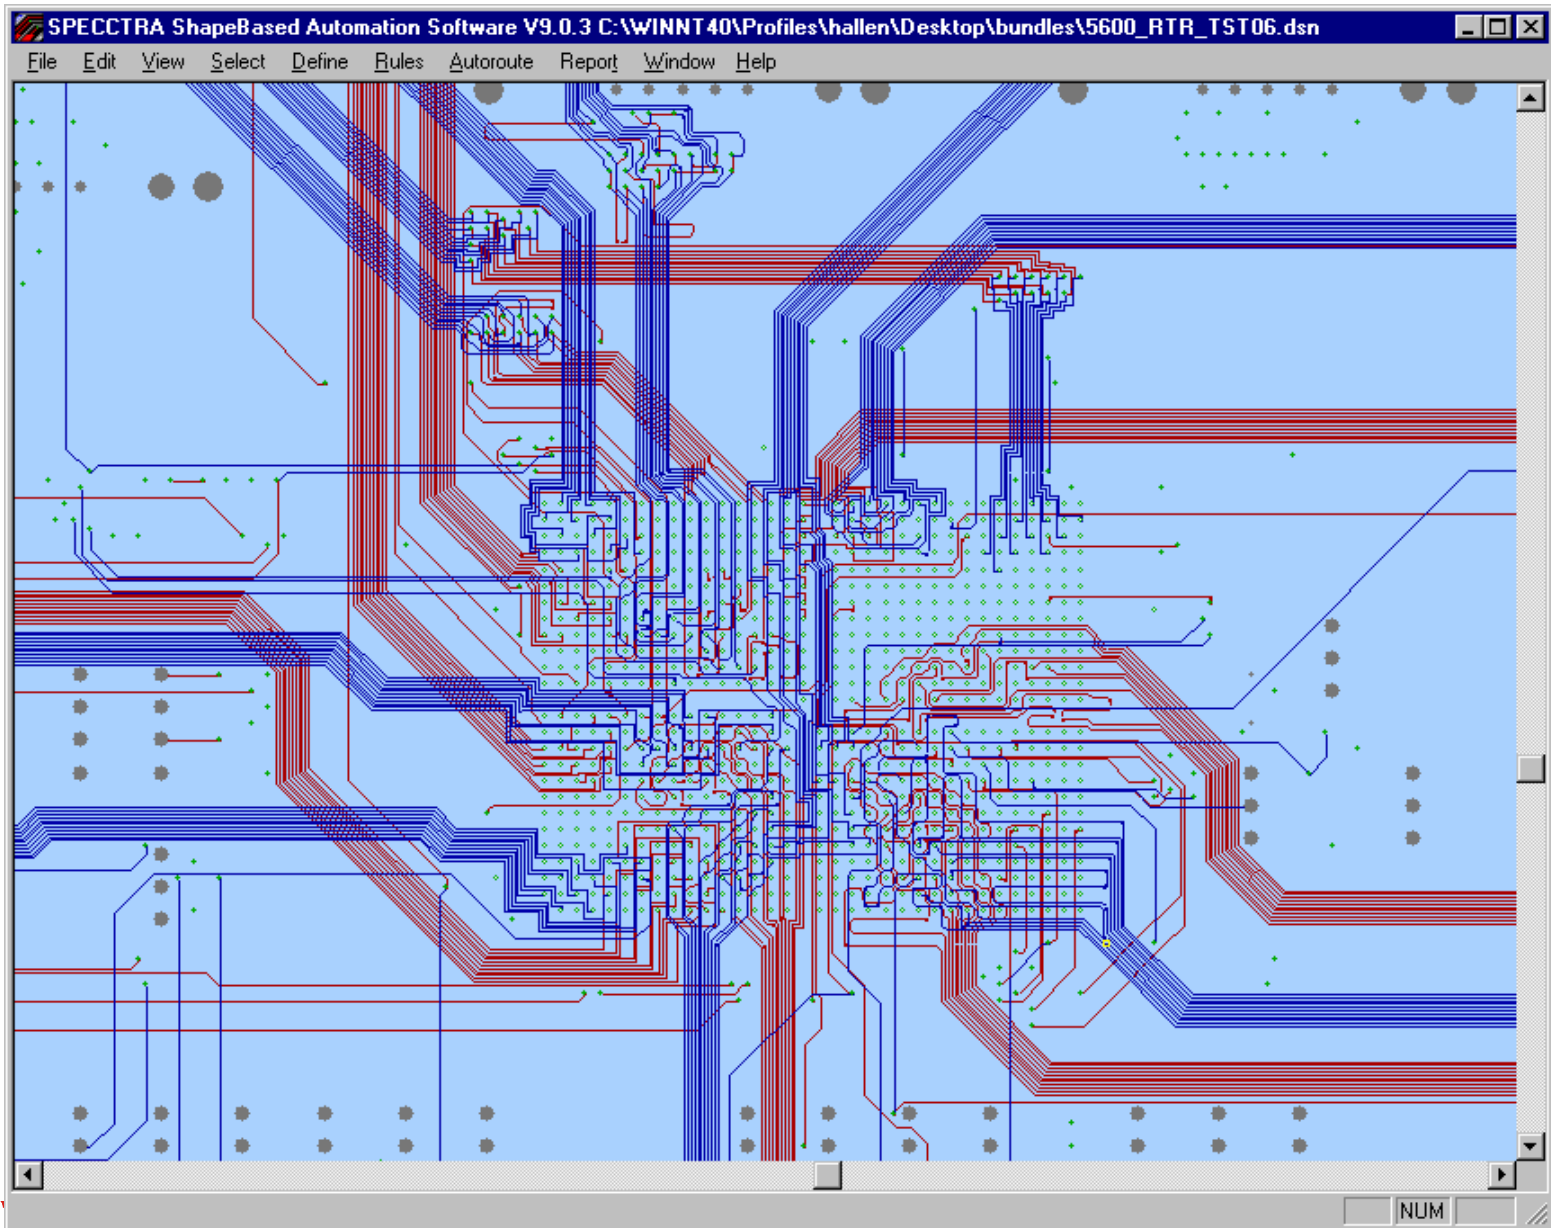 SPECCTRA ShapeBased Automation Software V9.0.3 C:\WINNT40\Profiles\hallen\Desktop\bundles\5600_RTR_TST06.dsn
File Edit View Select Define Rules Autoroute Report Window Help
NUM